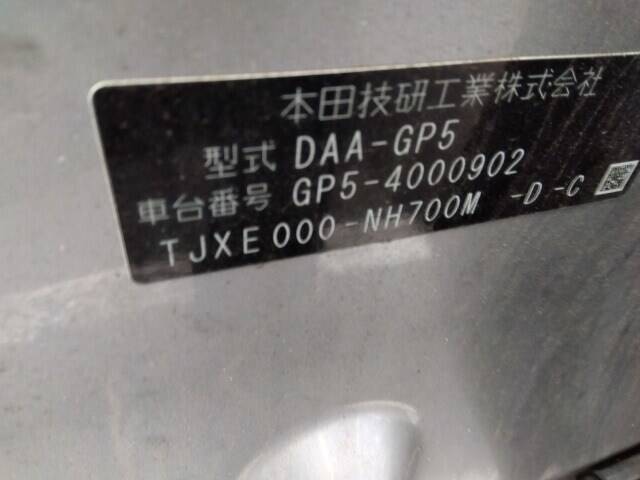 本田技研工業株式会社
型式 DAA-GP5
車台番号 GP5-4000902
TJXE000-NH700M -D -C